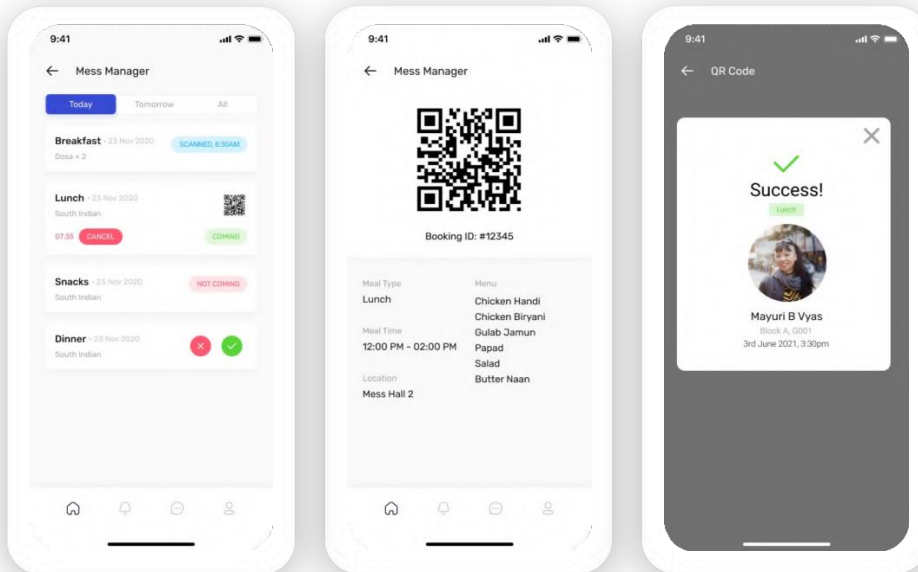 9:41
Mess Manager
Today Tomorrow All
Breakfast - 23 Nov 2020 SCANNED, 8:30AM
Dosa × 2
Lunch - 23 Nov 2020
South Indian
07:35 CANCEL COMING
Snacks - 23 Nov 2020 NOT COMING
South Indian
Dinner - 23 Nov 2020
South Indian
9:41
Mess Manager
Booking ID: #12345
Meal Type
Lunch
Meal Time
12:00 PM - 02:00 PM
Location
Mess Hall 2
Menu
Chicken Handi
Chicken Biryani
Gulab Jamun
Papad
Salad
Butter Naan
9:41
QR Code
Success!
Lunch
Mayuri B Vyas
Block A, G001
3rd June 2021, 3:30pm